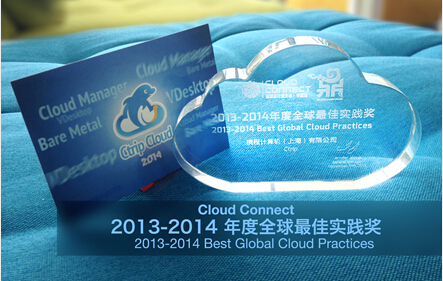 Cloud Manager
VDesktop
Bare Metal
Cloud
VDesktop
Bare Metal
VDesktop
Ctrip Cloud
2014
CLOUD
CONNECT
2013-2014年度全球最佳实践奖
2013-2014 Best Global Cloud Practices
携程计算机（上海）有限公司
Ctrip
Cloud Connect
2013-2014 年度全球最佳实践奖
2013-2014 Best Global Cloud Practices